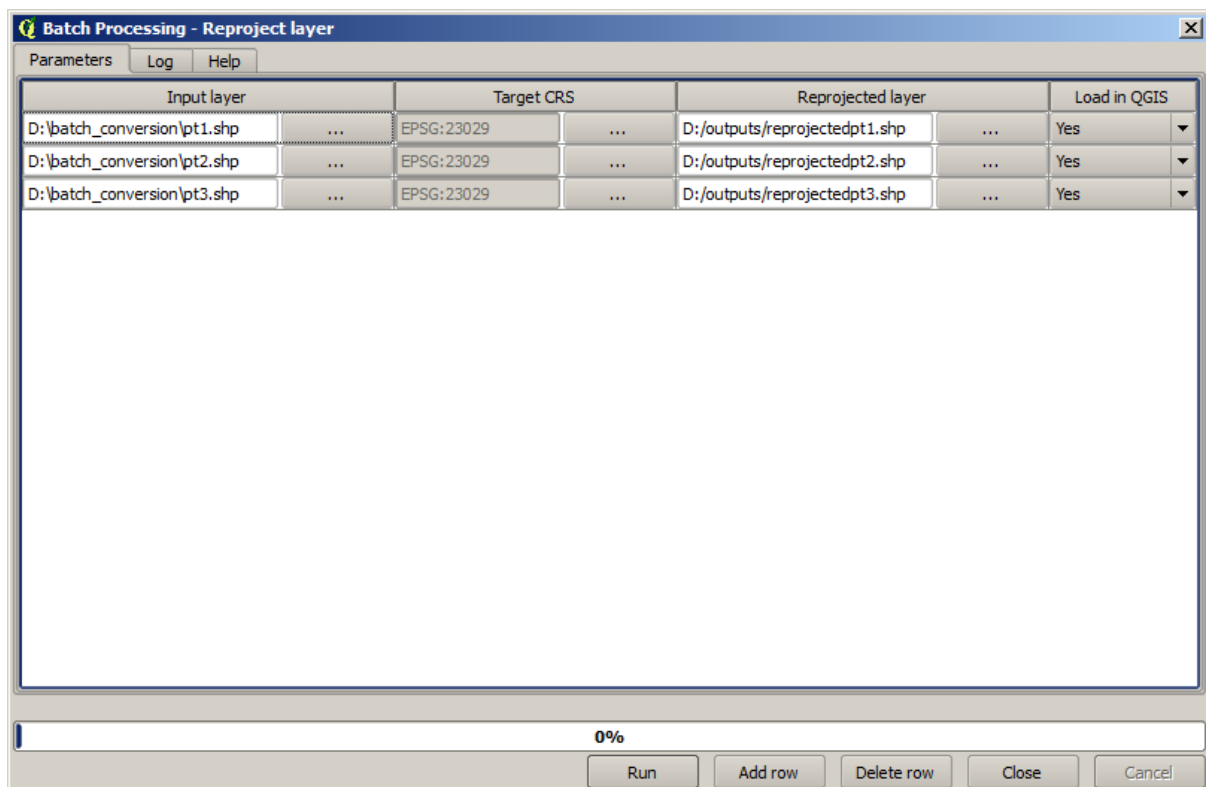 Batch Processing - Reproject layer
Parameters Log Help
Input layer Target CRS Reprojected layer Load in QGIS
D:\batch_conversion\pt1.shp ... EPSG:23029 ... D:/outputs/reprojectedpt1.shp ... Yes
D:\batch_conversion\pt2.shp ... EPSG:23029 ... D:/outputs/reprojectedpt2.shp ... Yes
D:\batch_conversion\pt3.shp ... EPSG:23029 ... D:/outputs/reprojectedpt3.shp ... Yes
0%
Run Add row Delete row Close Cancel